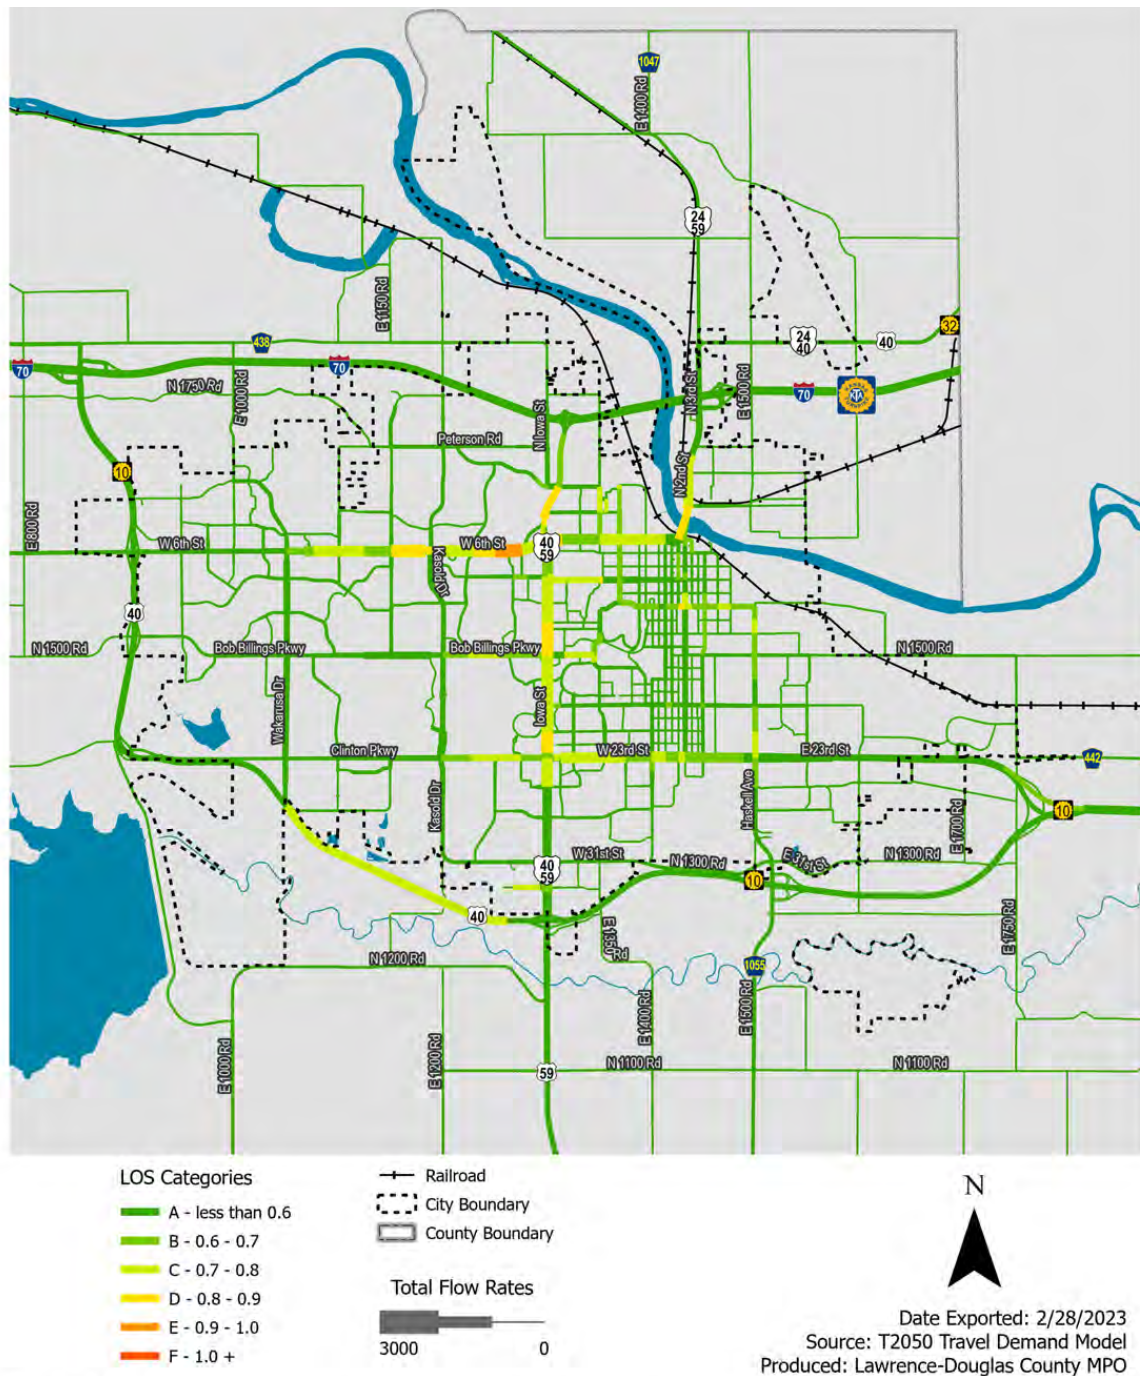 1047
E 1400 Rd
24
59
E 1150 Rd
32
438
24
40
40
70
70
N 1750 Rd
E 1000 Rd
N 3rd St
E 1500 Rd
70
KANSAS
TURNPIKE
KTA
N Iowa St
Peterson Rd
10
N 2nd St
E 800 Rd
W 6th St
W 6th St
40
59
Kasold Dr
40
N 1500 Rd
Bob Billings Pkwy
Bob Billings Pkwy
N 1500 Rd
Wakarusa Dr
Iowa St
Clinton Pkwy
W 23rd St
E 23rd St
442
Kasold Dr
Haskell Ave
E 1700 Rd
10
W 31st St
N 1300 Rd
E 31st St
N 1300 Rd
40
59
10
40
E 1350
Rd
E 1750 Rd
N 1200 Rd
1055
E 1400 Rd
E 1500 Rd
E 1000 Rd
E 1200 Rd
59
N 1100 Rd
N 1100 Rd
LOS Categories
A - less than 0.6
B - 0.6 - 0.7
C - 0.7 - 0.8
D - 0.8 - 0.9
E - 0.9 - 1.0
F - 1.0 +
Railroad
City Boundary
County Boundary
Total Flow Rates
3000
0
N
Date Exported: 2/28/2023
Source: T2050 Travel Demand Model
Produced: Lawrence-Douglas County MPO